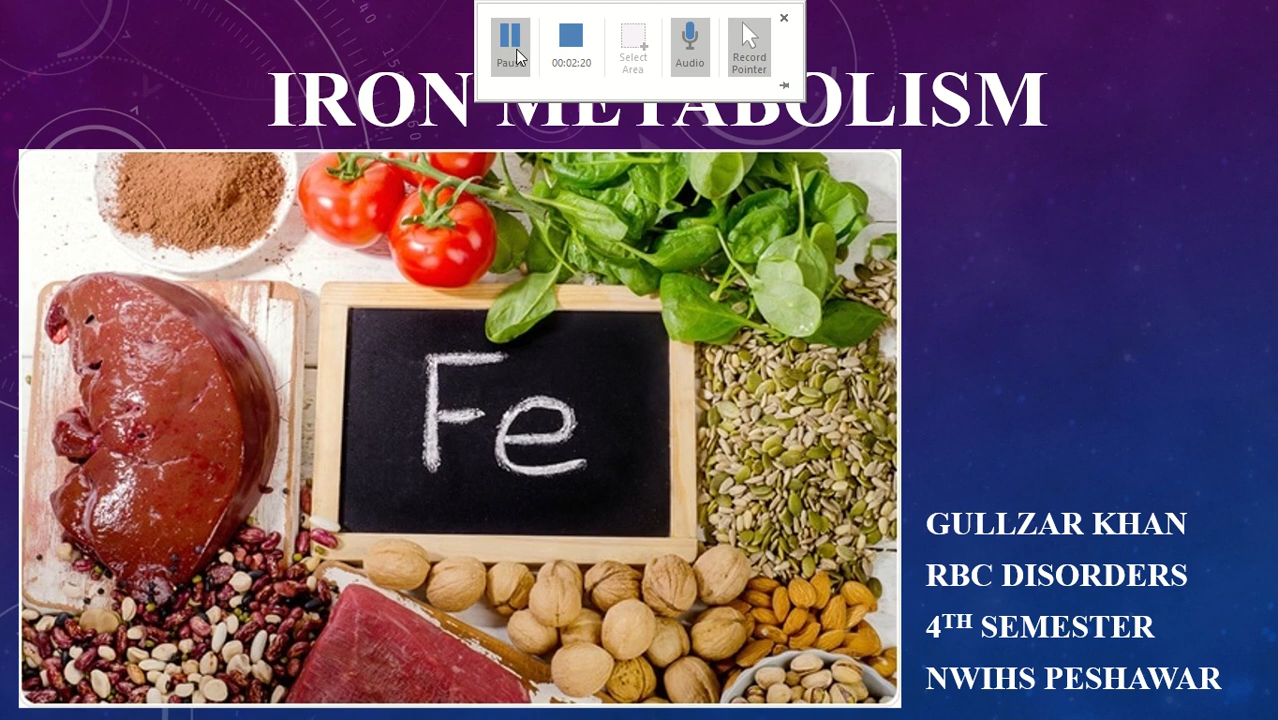 Pause
00:02:20
Select
Area
Audio
Record
Pointer
IRON METABOLISM
Fe
GULLZAR KHAN
RBC DISORDERS
4TH SEMESTER
NWIHS PESHAWAR